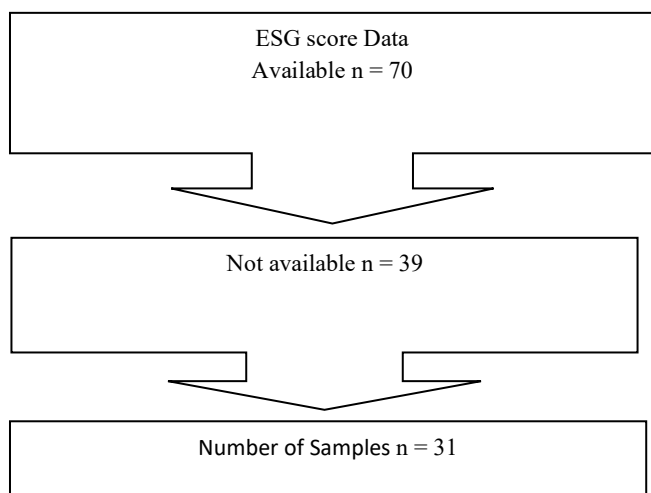 ESG score Data
Available n = 70
Not available n = 39
Number of Samples n = 31